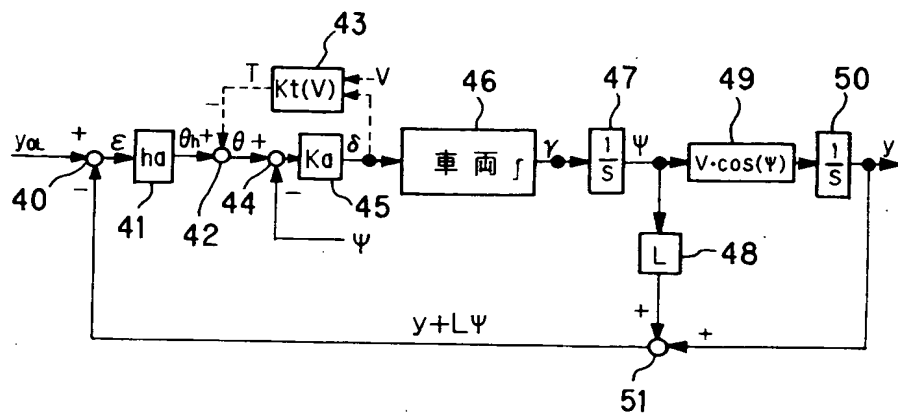 43
T
Kt(V)
V
46
47
49
50
yα
+
ε
ha
θh
+
θ
+
Ka
δ
車両 ∫
γ
1/S
Ψ
V·cos(Ψ)
1/S
y
40
−
41
−
42
44
−
45
Ψ
L
48
+
+
y+LΨ
51